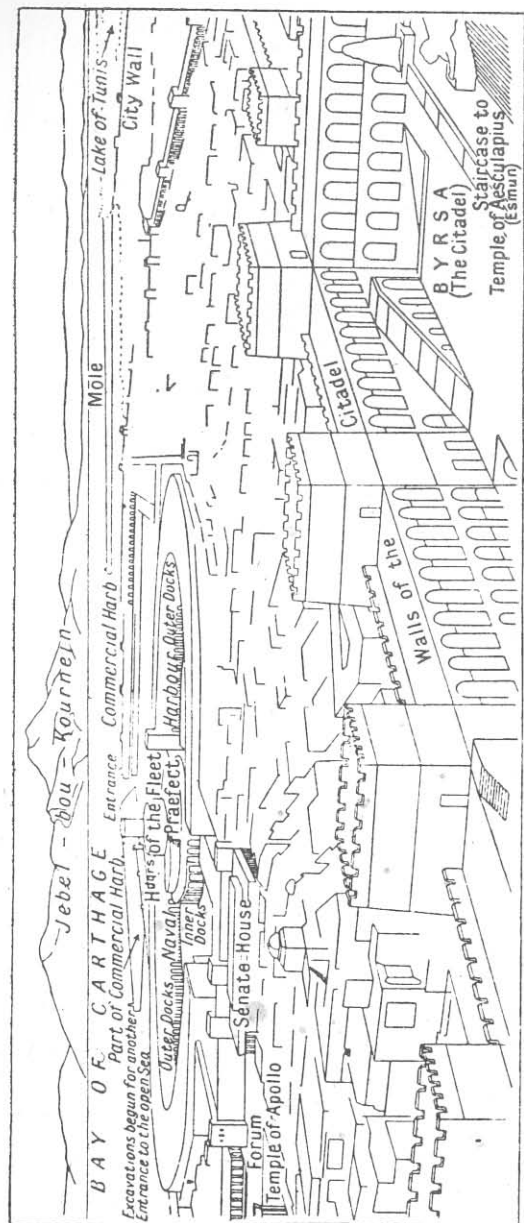 Jebel-bou-Kournein
BAY OF CARTHAGE
Part of Commercial Harb.
Excavations begun for another
Entrance to the open Sea
Entrance
Commercial Harb
Mole
Lake of Tunis
City Wall
Outer Docks
Naval
Harbour
Outer Docks
of the Fleet
Praefect
Inner
Docks
Senate House
Forum
Temple of Apollo
Walls of the
Citadel
BYRSA
(The Citadel)
Staircase to
Temple of Aesculapius
(Esmun)